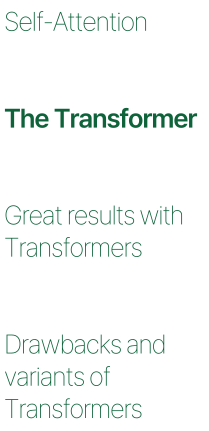 Self-Attention
The Transformer
Great results with
Transformers
Drawbacks and
variants of
Transformers